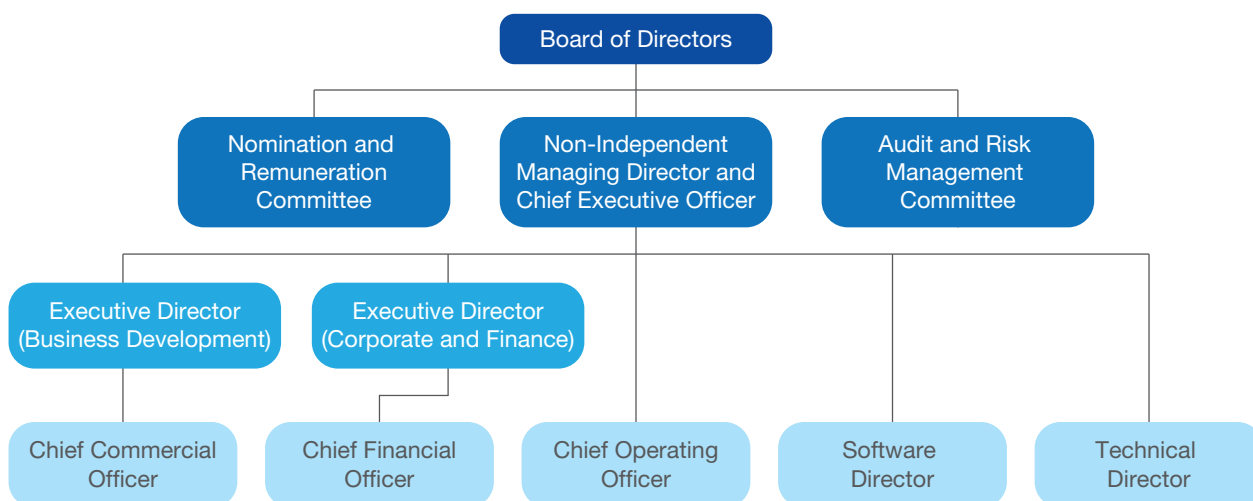 Board of Directors
Nomination and
Remuneration
Committee
Non-Independent
Managing Director and
Chief Executive Officer
Audit and Risk
Management
Committee
Executive Director
(Business Development)
Executive Director
(Corporate and Finance)
Chief Commercial
Officer
Chief Financial
Officer
Chief Operating
Officer
Software
Director
Technical
Director